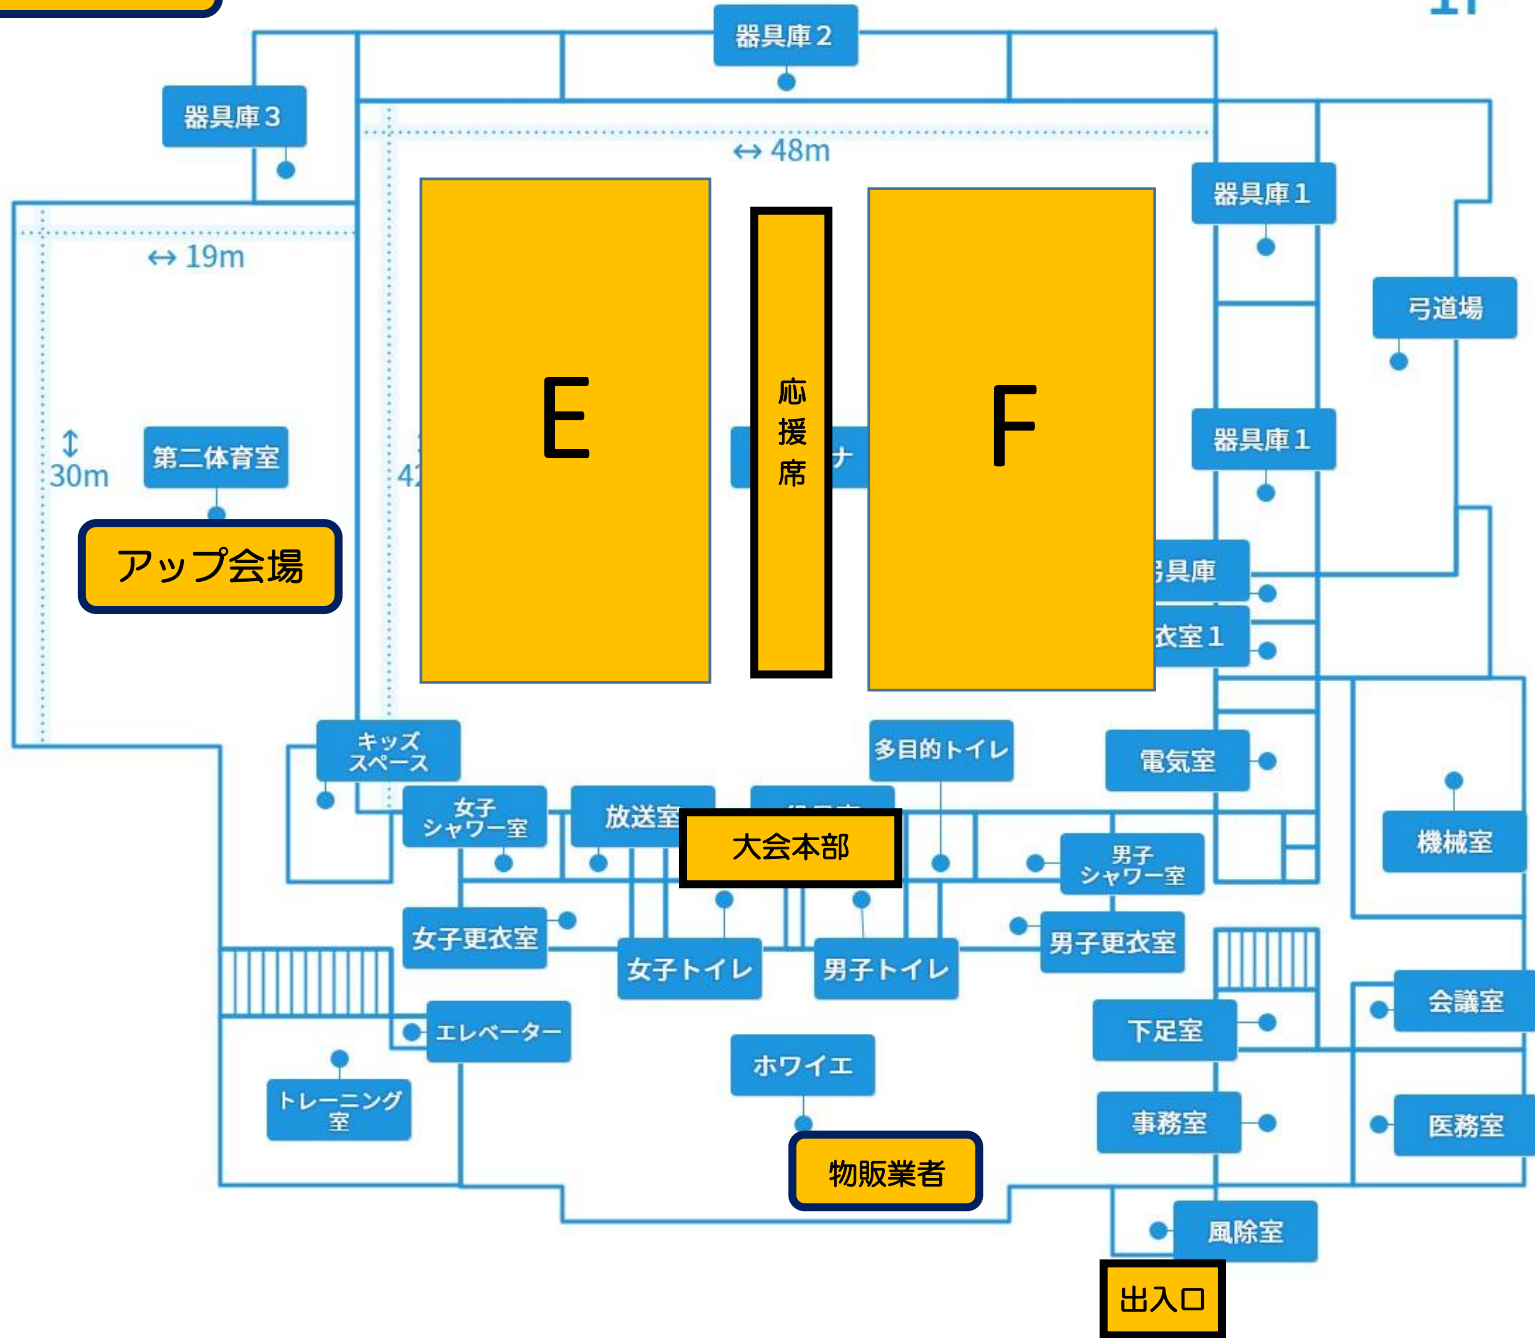 器具庫２
器具庫３
↔ 48m
器具庫１
↔ 19m
弓道場
E
応援席
F
ナ
器具庫１
↕
30m
第二体育室
42
アップ会場
具庫
衣室１
キッズ
スペース
多目的トイレ
電気室
女子
シャワー室
放送室
大会本部
男子
シャワー室
機械室
女子更衣室
女子トイレ
男子トイレ
男子更衣室
エレベーター
下足室
会議室
ホワイエ
トレーニング
室
事務室
医務室
物販業者
風除室
出入口